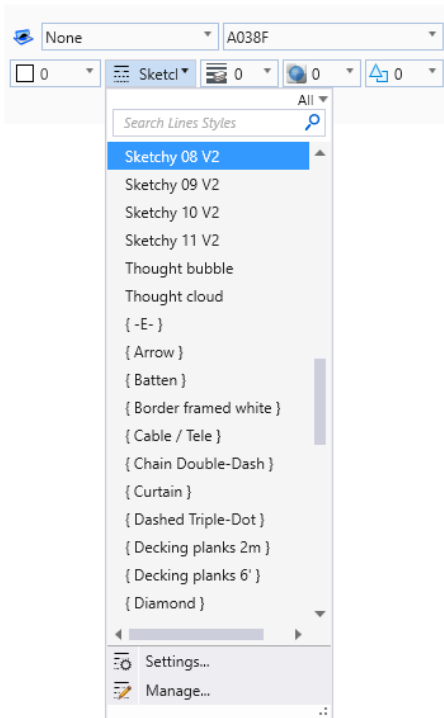 None A038F
0 Sketcl 0 0 0
All
Search Lines Styles
Sketchy 08 V2
Sketchy 09 V2
Sketchy 10 V2
Sketchy 11 V2
Thought bubble
Thought cloud
{ -E- }
{ Arrow }
{ Batten }
{ Border framed white }
{ Cable / Tele }
{ Chain Double-Dash }
{ Curtain }
{ Dashed Triple-Dot }
{ Decking planks 2m }
{ Decking planks 6' }
{ Diamond }
Settings...
Manage...